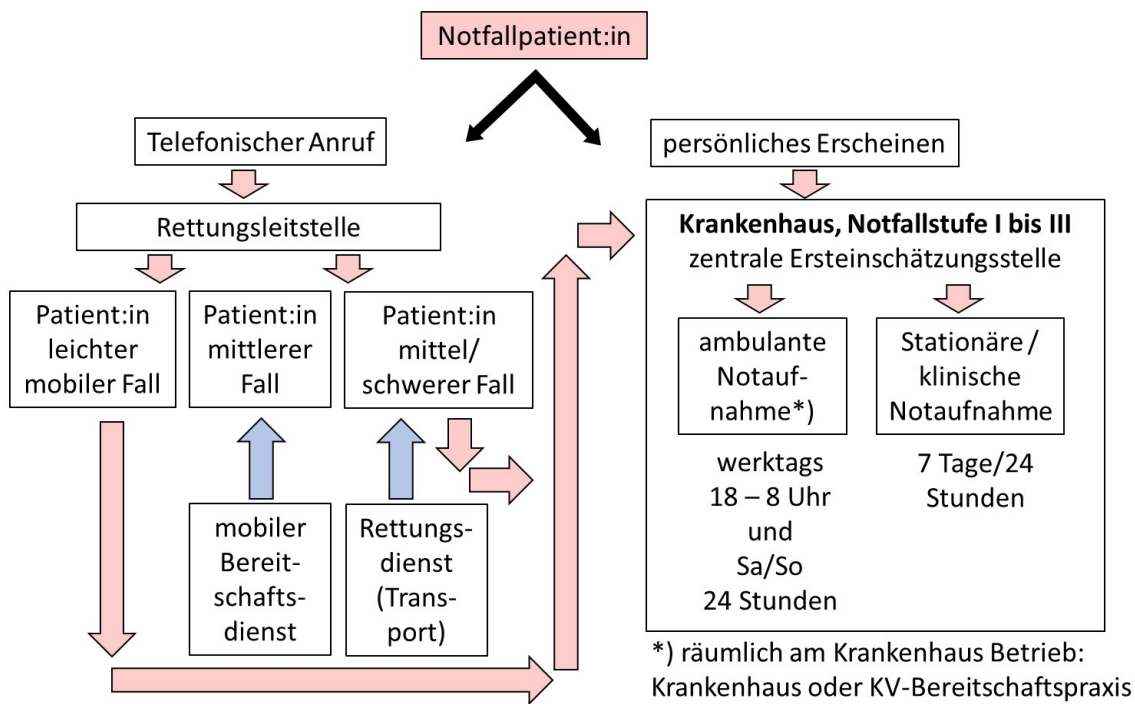 Notfallpatient:in
Telefonischer Anruf
persönliches Erscheinen
Rettungsleitstelle
Patient:in
leichter
mobiler Fall
Patient:in
mittlerer
Fall
Patient:in
mittel/
schwerer Fall
mobiler
Bereit-
schafts-
dienst
Rettungs-
dienst
(Trans-
port)
Krankenhaus, Notfallstufe I bis III
zentrale Ersteinschätzungsstelle
ambulante
Notauf-
nahme*)
werktags
18 – 8 Uhr
und
Sa/So
24 Stunden
Stationäre /
klinische
Notaufnahme
7 Tage/24
Stunden
*) räumlich am Krankenhaus Betrieb:
Krankenhaus oder KV-Bereitschaftspraxis